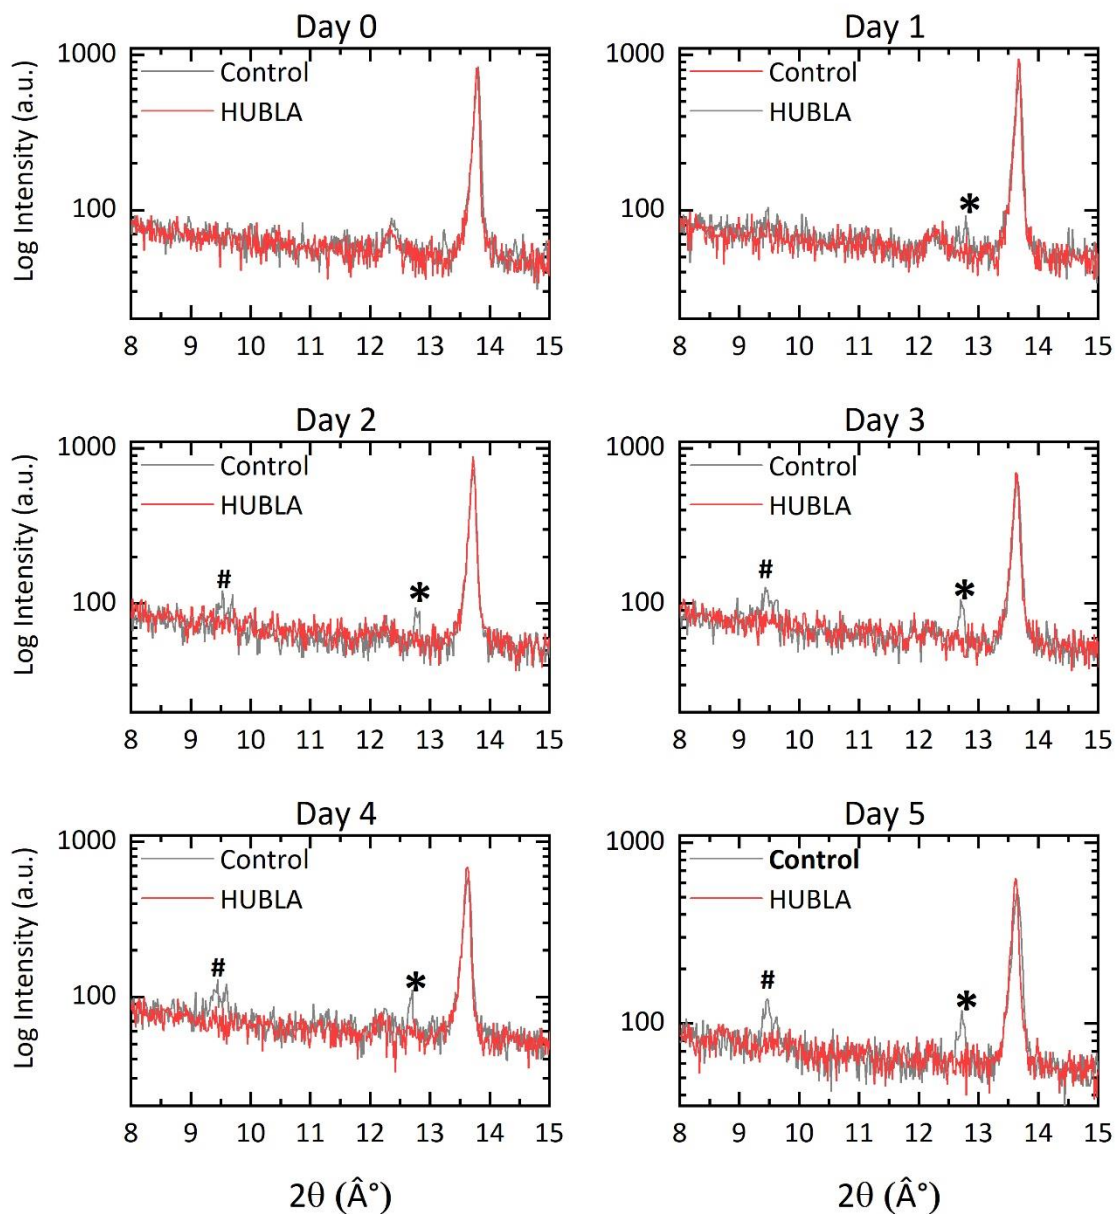 Day 0
Day 1
1000
Control
HUBLA
100
Log Intensity (a.u.)
8 9 10 11 12 13 14 15
1000
Control
HUBLA
*
100
8 9 10 11 12 13 14 15
Day 2
Day 3
1000
Control
HUBLA
#
*
100
Log Intensity (a.u.)
8 9 10 11 12 13 14 15
1000
Control
HUBLA
#
*
100
8 9 10 11 12 13 14 15
Day 4
Day 5
1000
Control
HUBLA
#
*
100
Log Intensity (a.u.)
8 9 10 11 12 13 14 15
1000
Control
HUBLA
#
*
100
8 9 10 11 12 13 14 15
2θ (Â°)
2θ (Â°)